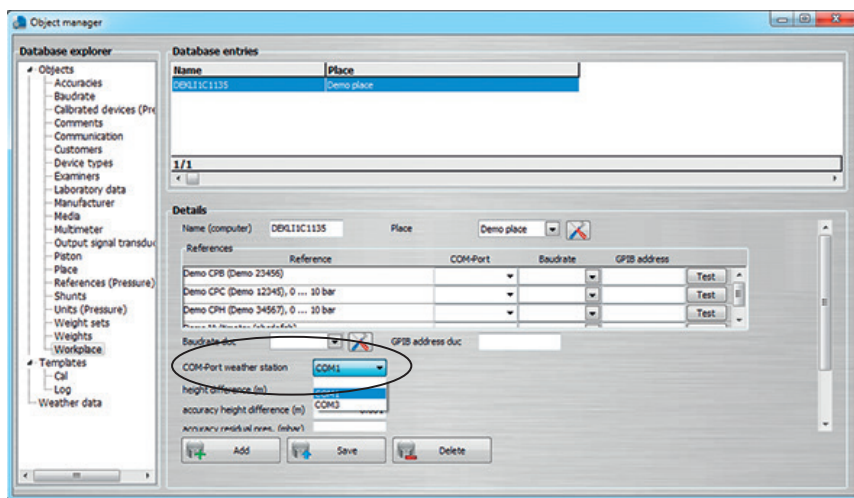 Object manager
Database explorer
Objects
Accuracies
Baudrate
Calibrated devices (Pre
Comments
Communication
Customers
Device types
Examiners
Laboratory data
Manufacturer
Media
Multimeter
Output signal transduc
Piston
Place
References (Pressure)
Shunts
Units (Pressure)
Weight sets
Weights
Workplace
Templates
Cal
Log
Weather data
Database entries
Name Place
DEKLI1C1135 Demo place
1/1
Details
Name (computer) DEKLI1C1135 Place Demo place
References
Reference COM-Port Baudrate GPIB address
Demo CPB (Demo 23456) Test
Demo CPC (Demo 12345), 0 ... 10 bar Test
Demo CPH (Demo 34567), 0 ... 10 bar Test
Baudrate duc GPIB address duc
COM-Port weather station COM1
height difference (m) COM1
COM3
accuracy height difference (m) 0.001
accuracy residual pres. (mbar)
Add Save Delete